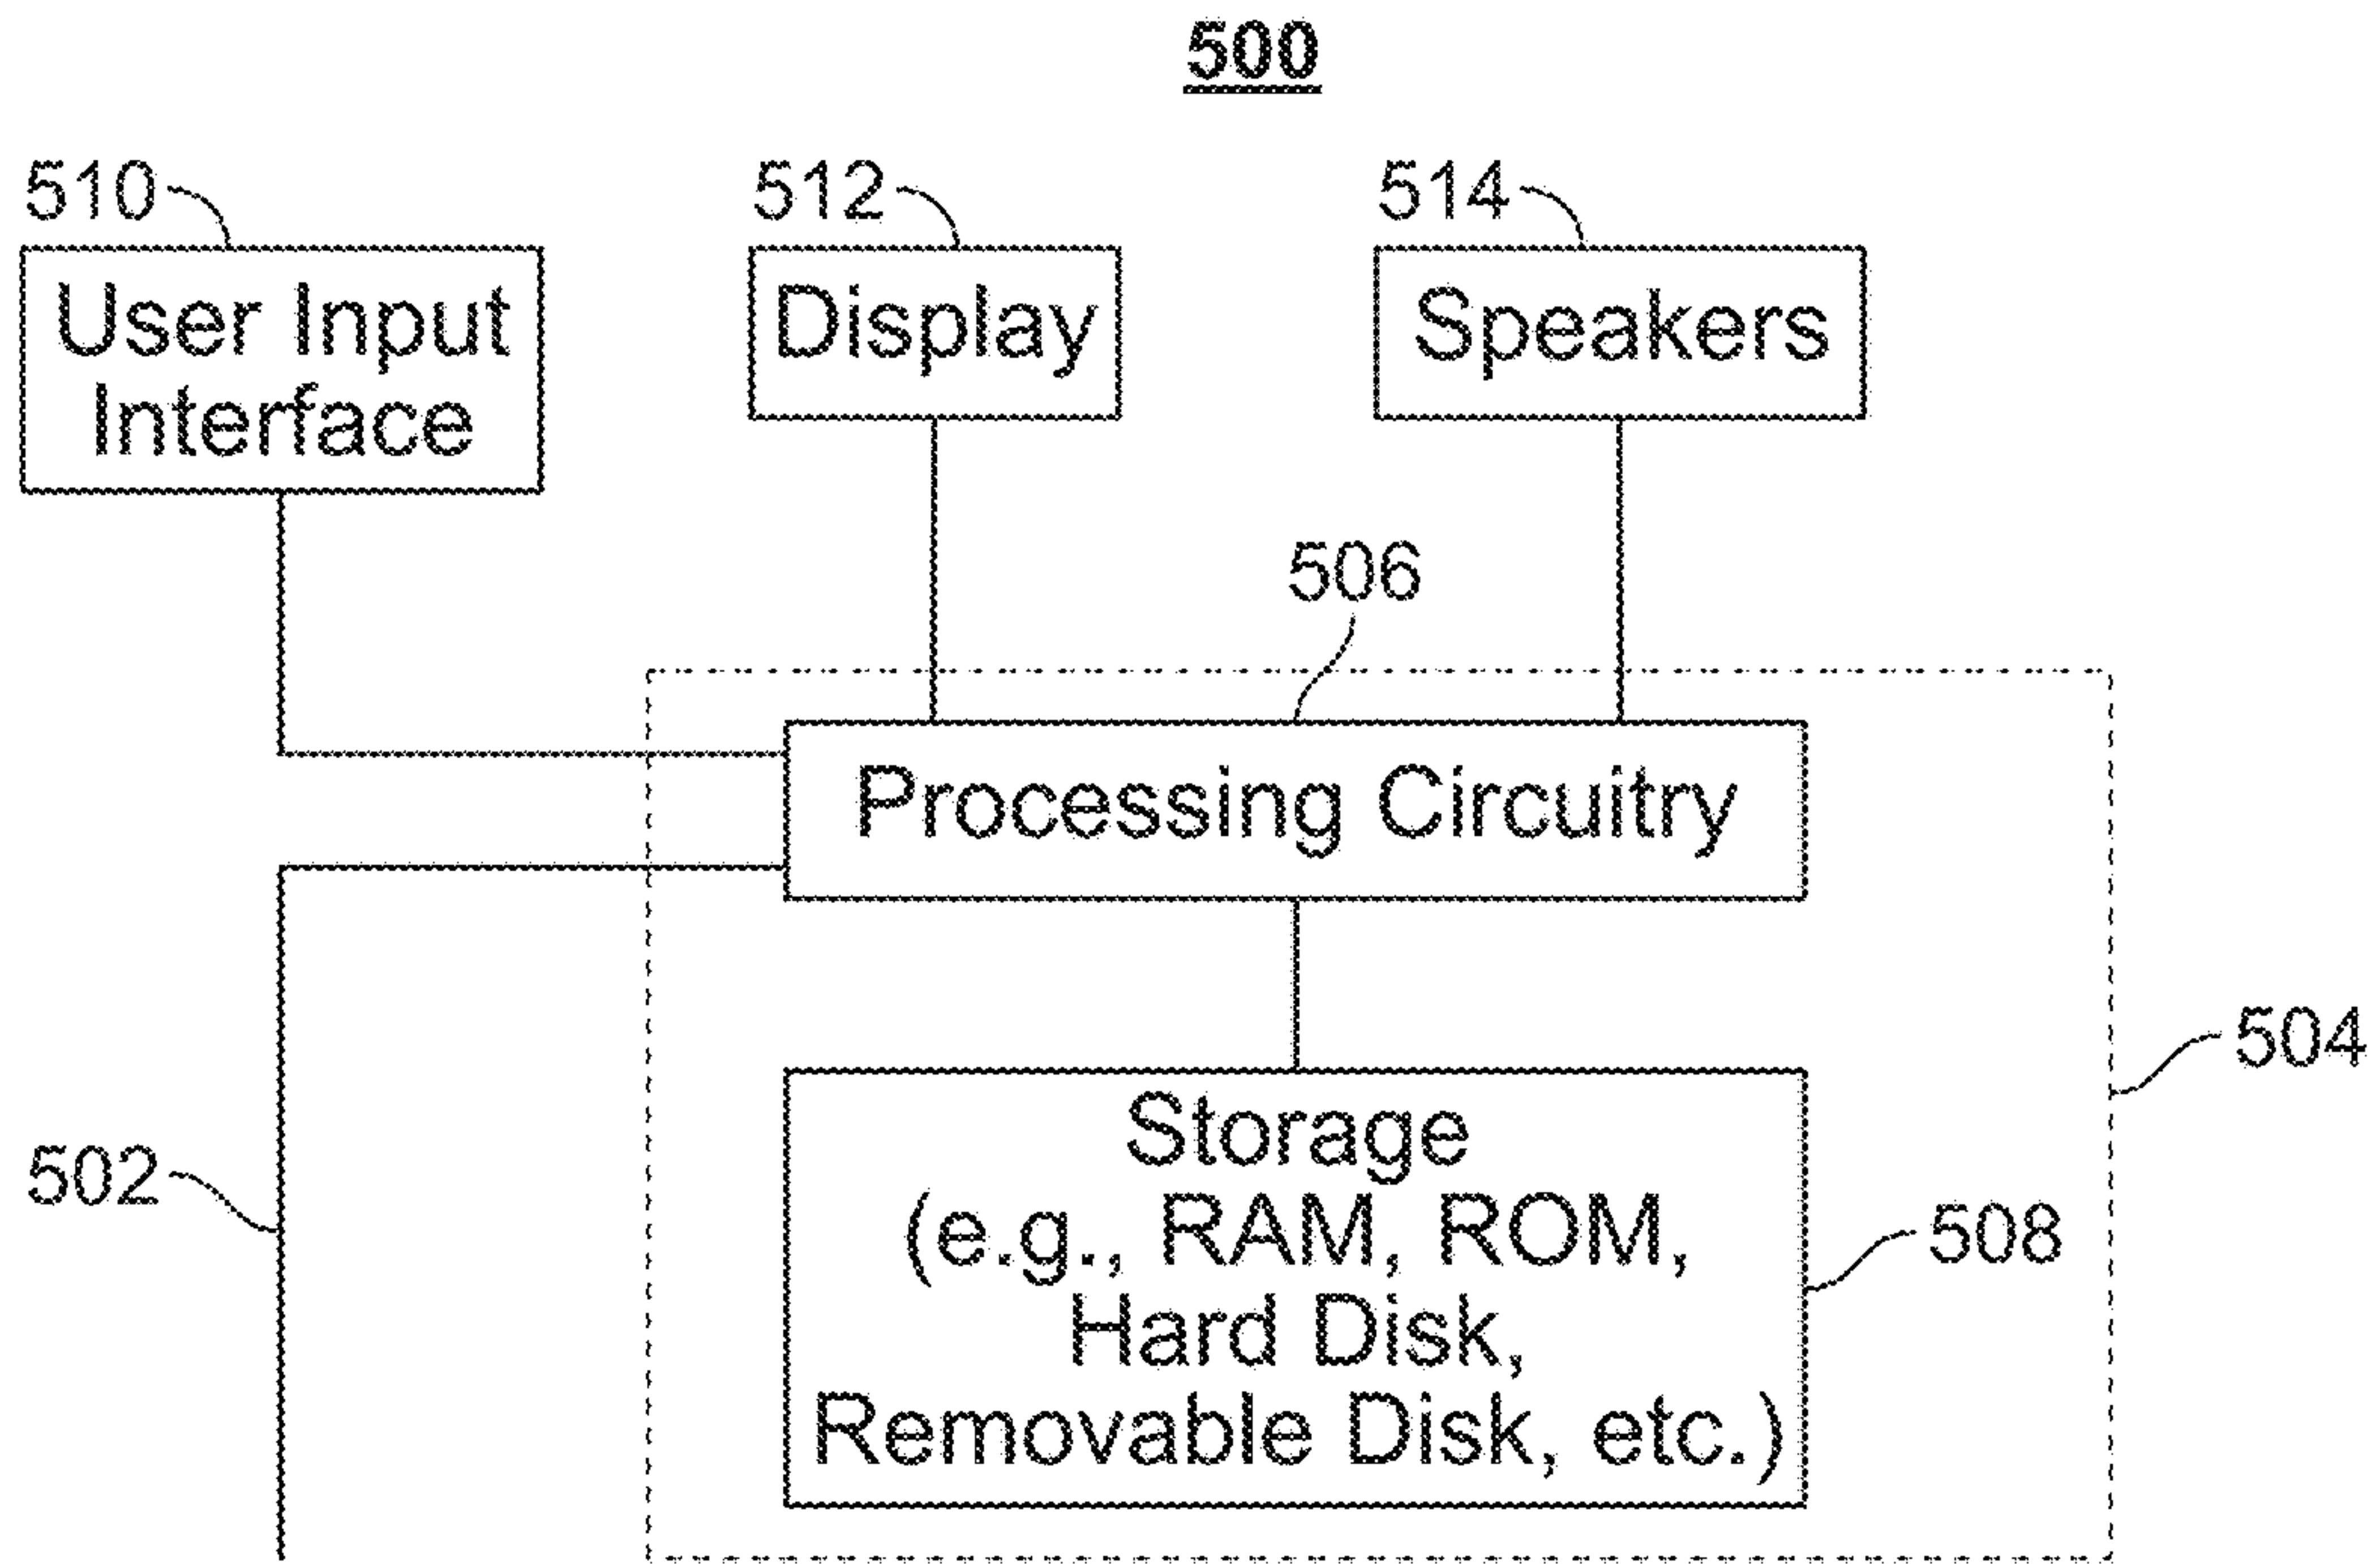 500
510
512
514
User Input
Interface
Display
Speakers
506
Processing Circuitry
504
502
Storage
(e.g., RAM, ROM,
Hard Disk,
Removable Disk, etc.)
508